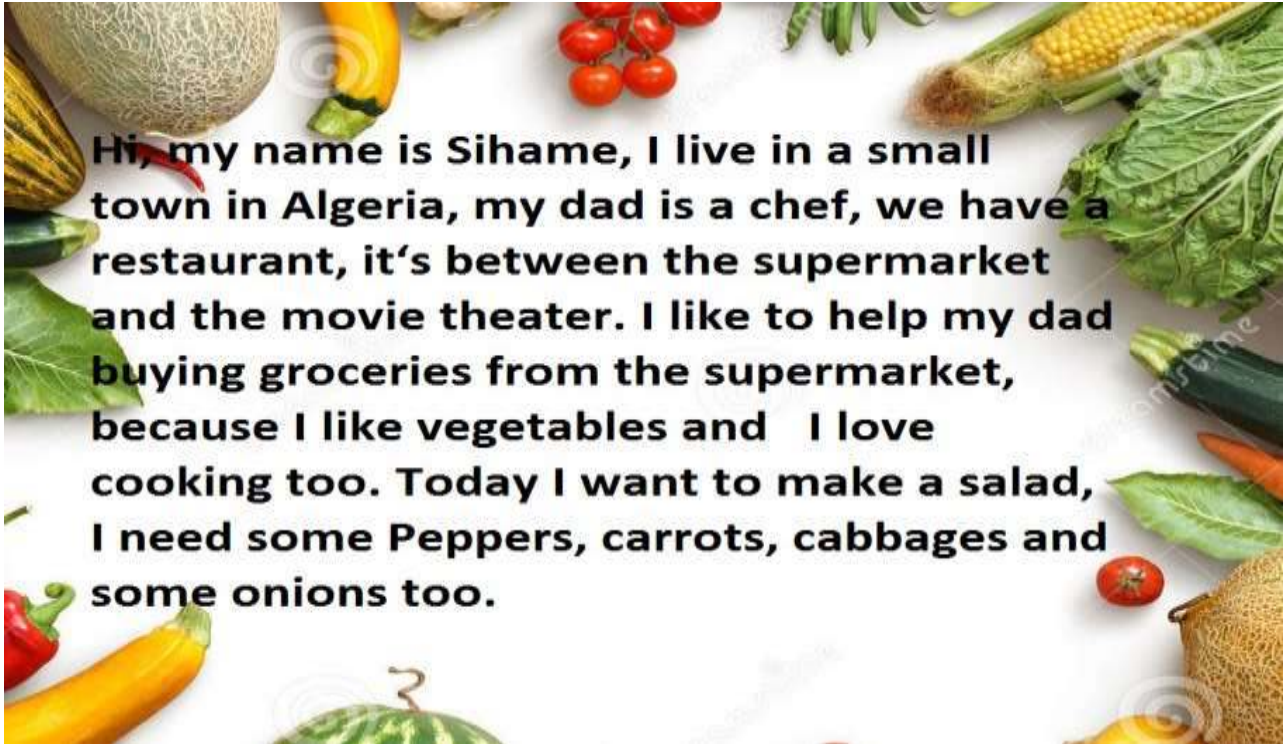 Hi, my name is Sihame, I live in a small
town in Algeria, my dad is a chef, we have a
restaurant, it‘s between the supermarket
and the movie theater. I like to help my dad
buying groceries from the supermarket,
because I like vegetables and   I love
cooking too. Today I want to make a salad,
I need some Peppers, carrots, cabbages and
some onions too.